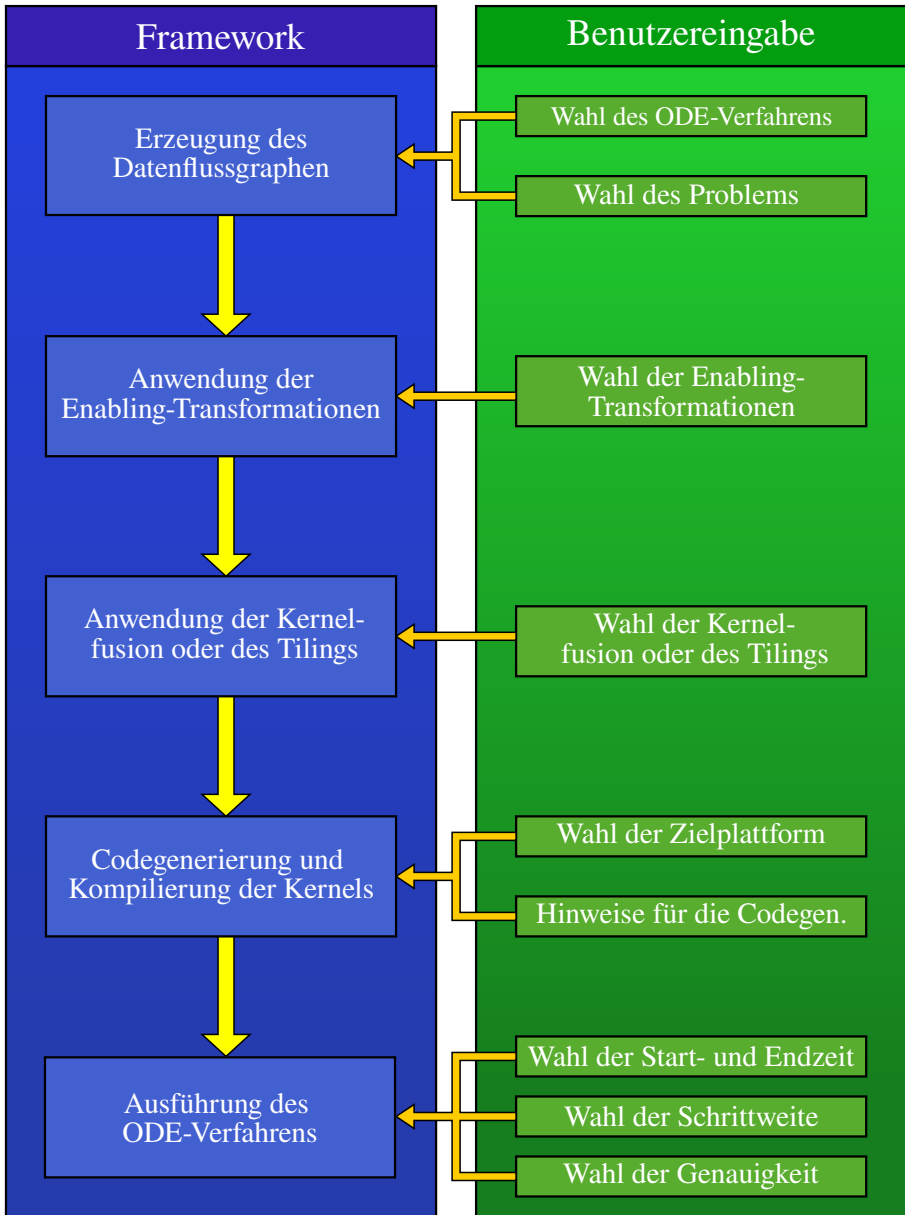 Framework
Benutzereingabe
Erzeugung des
Datenflussgraphen
Wahl des ODE-Verfahrens
Wahl des Problems
Anwendung der
Enabling-Transformationen
Wahl der Enabling-
Transformationen
Anwendung der Kernel-
fusion oder des Tilings
Wahl der Kernel-
fusion oder des Tilings
Codegenerierung und
Kompilierung der Kernels
Wahl der Zielplattform
Hinweise für die Codegen.
Ausführung des
ODE-Verfahrens
Wahl der Start- und Endzeit
Wahl der Schrittweite
Wahl der Genauigkeit